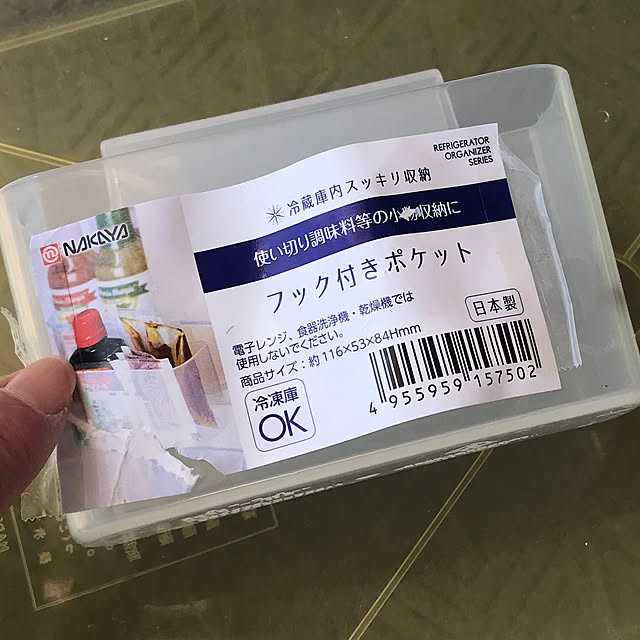 REFRIGERATOR
ORGANIZER
SERIES
冷蔵庫内スッキリ収納
NAKAYA
使い切り調味料等の小物収納に
フック付きポケット
電子レンジ、食器洗浄機・乾燥機では
使用しないでください。
商品サイズ:約116×53×84Hmm
日本製
冷凍庫
OK
4 955959 157502